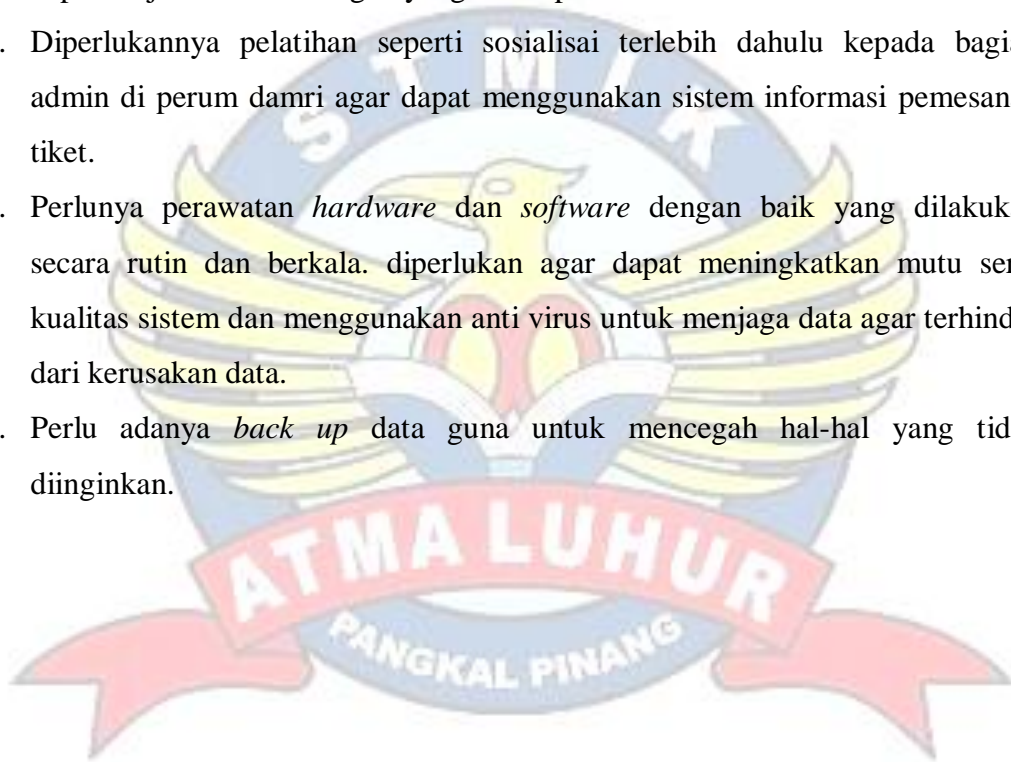 . Diperlukannya pelatihan seperti sosialisai terlebih dahulu kepada bagi
admin di perum damri agar dapat menggunakan sistem informasi pemesan
tiket.
. Perlunya perawatan hardware dan software dengan baik yang dilakuk
secara rutin dan berkala. diperlukan agar dapat meningkatkan mutu ser
kualitas sistem dan menggunakan anti virus untuk menjaga data agar terhind
dari kerusakan data.
. Perlu adanya back up data guna untuk mencegah hal-hal yang tid
diinginkan.
STMIK
ATMA LUHUR
PANGKAL PINANG